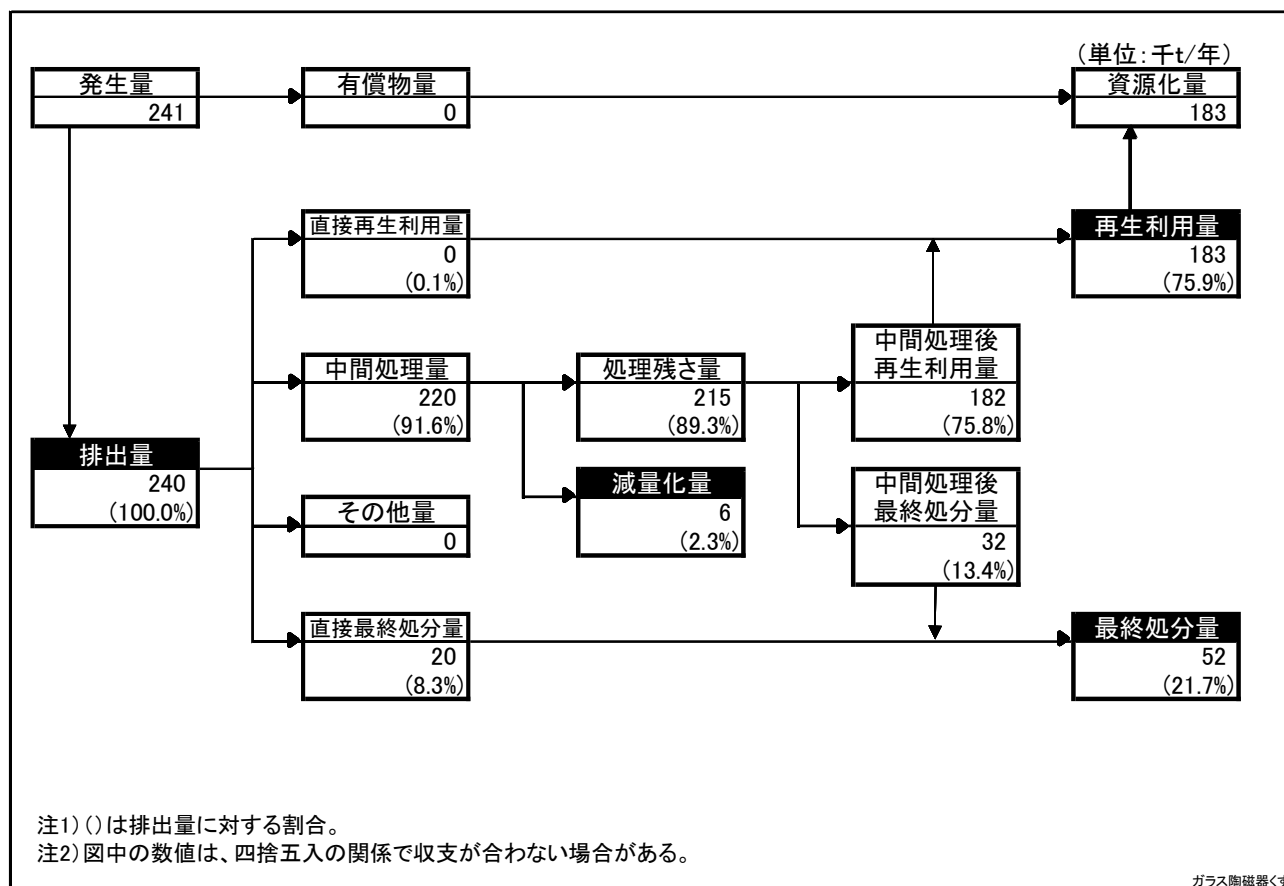 (単位:千t/年)
発生量
241
有償物量
0
資源化量
183
直接再生利用量
0
(0.1%)
再生利用量
183
(75.9%)
中間処理量
220
(91.6%)
処理残さ量
215
(89.3%)
中間処理後
再生利用量
182
(75.8%)
排出量
240
(100.0%)
減量化量
6
(2.3%)
中間処理後
最終処分量
32
(13.4%)
その他量
0
直接最終処分量
20
(8.3%)
最終処分量
52
(21.7%)
注1)()は排出量に対する割合。
注2)図中の数値は、四捨五入の関係で収支が合わない場合がある。
ガラス陶磁器くず